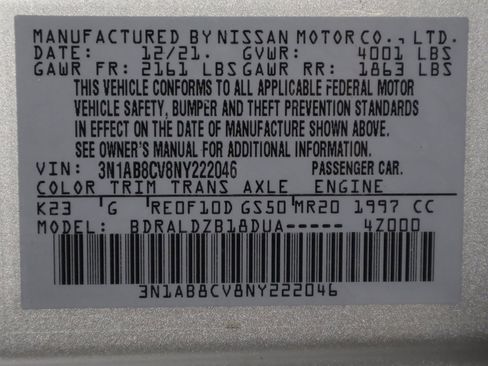 MANUFACTURED BY NISSAN MOTOR CO., LTD.
DATE: 12/21. GVWR: 4001 LBS
GAWR FR: 2161 LBS GAWR RR: 1863 LBS
THIS VEHICLE CONFORMS TO ALL APPLICABLE FEDERAL MOTOR
VEHICLE SAFETY, BUMPER AND THEFT PREVENTION STANDARDS
IN EFFECT ON THE DATE OF MANUFACTURE SHOWN ABOVE.
SEE OWNER'S MANUAL FOR ADDITIONAL INFORMATION.
VIN: 3N1AB8CV8NY222046 PASSENGER CAR.
COLOR TRIM TRANS AXLE ENGINE
K23 G RE0F10D GS50 MR20 1997 CC
MODEL: BDRALDZB18DUA----- 4Z000
3N1AB8CV8NY222046